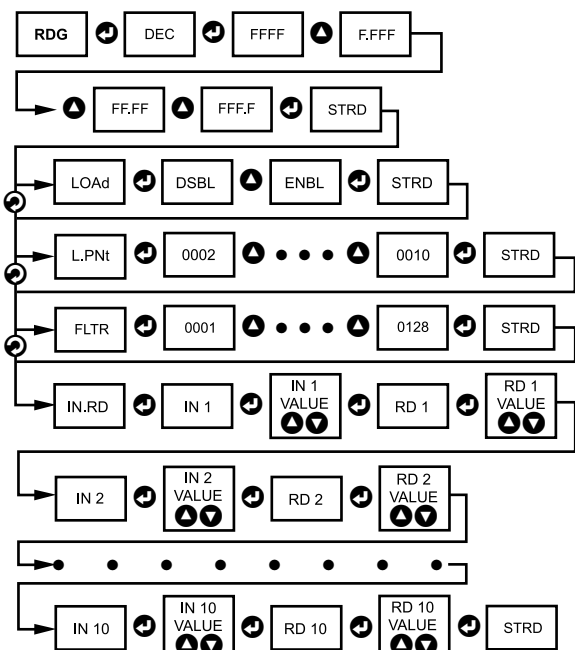 RDG DEC FFFF F.FFF
FF.FF FFF.F STRD
LOAd DSBL ENBL STRD
L.PNt 0002 0010 STRD
FLTR 0001 0128 STRD
IN.RD IN 1 IN 1 VALUE RD 1 RD 1 VALUE
IN 2 IN 2 VALUE RD 2 RD 2 VALUE
IN 10 IN 10 VALUE RD 10 RD 10 VALUE STRD